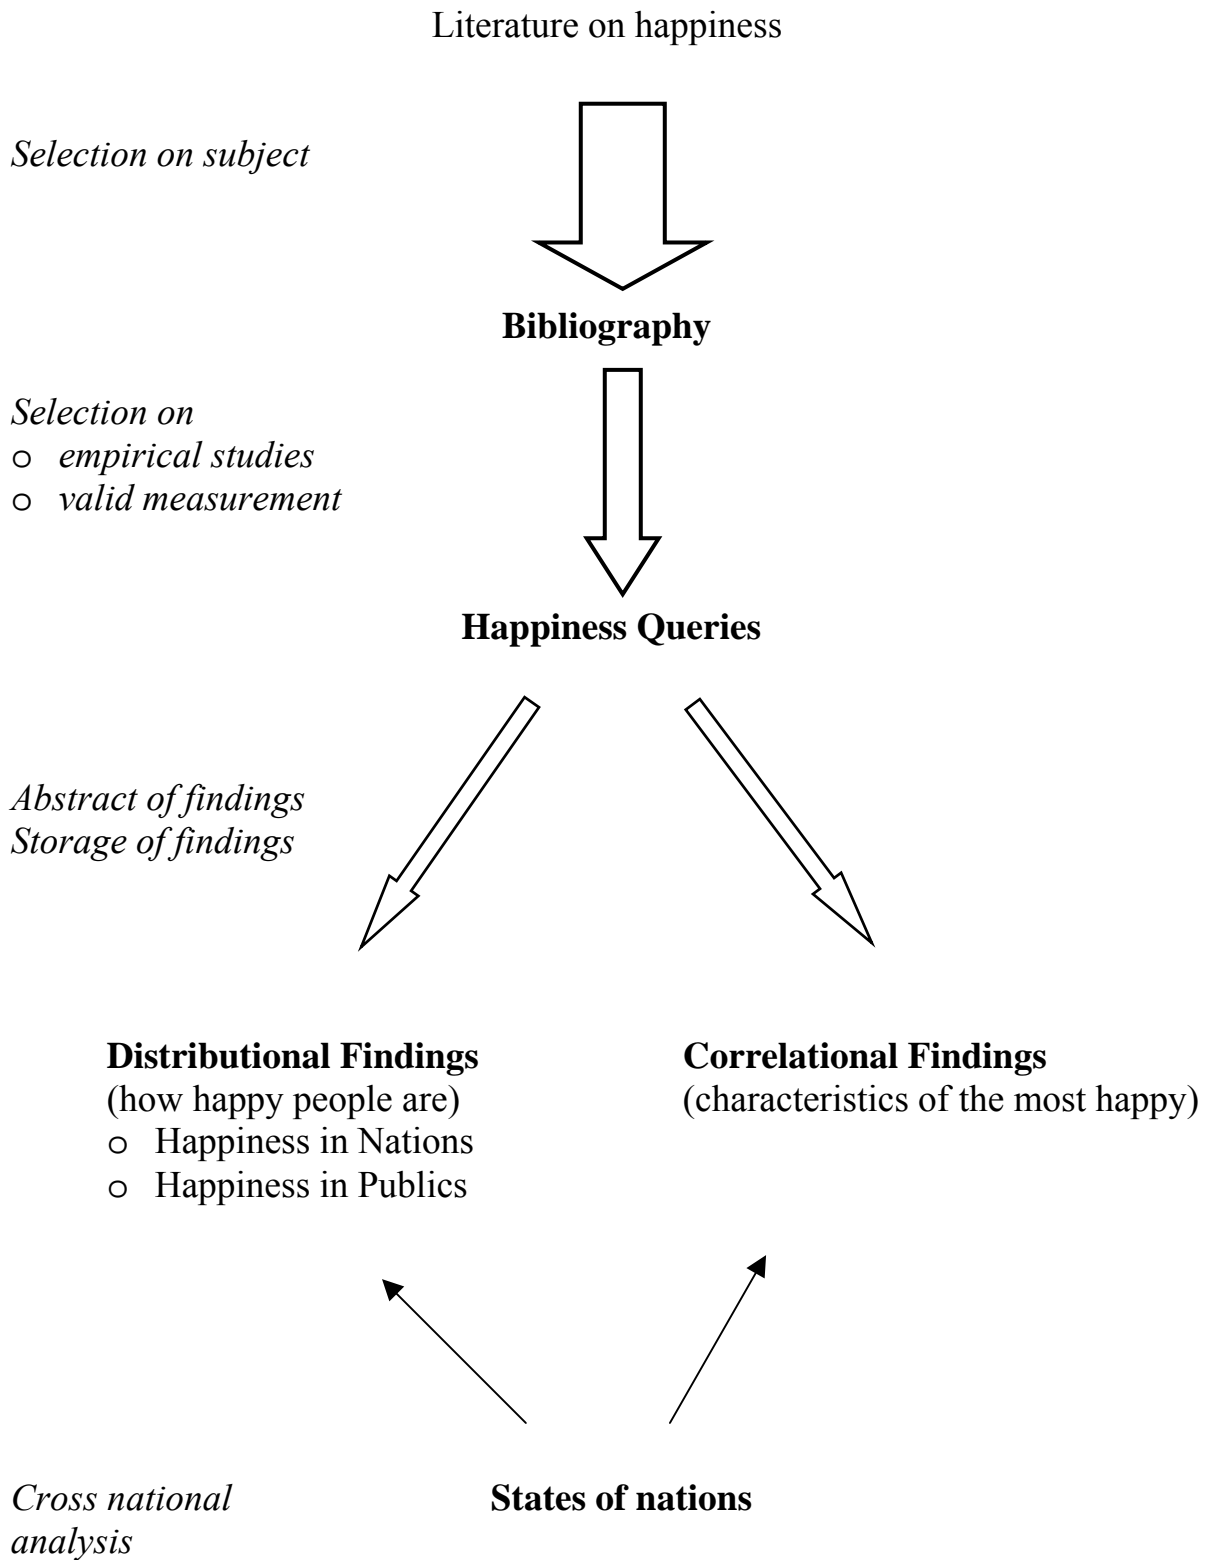 Literature on happiness
Selection on subject
Bibliography
Selection on
o empirical studies
o valid measurement
Happiness Queries
Abstract of findings
Storage of findings
Distributional Findings
(how happy people are)
o Happiness in Nations
o Happiness in Publics
Correlational Findings
(characteristics of the most happy)
Cross national
analysis
States of nations